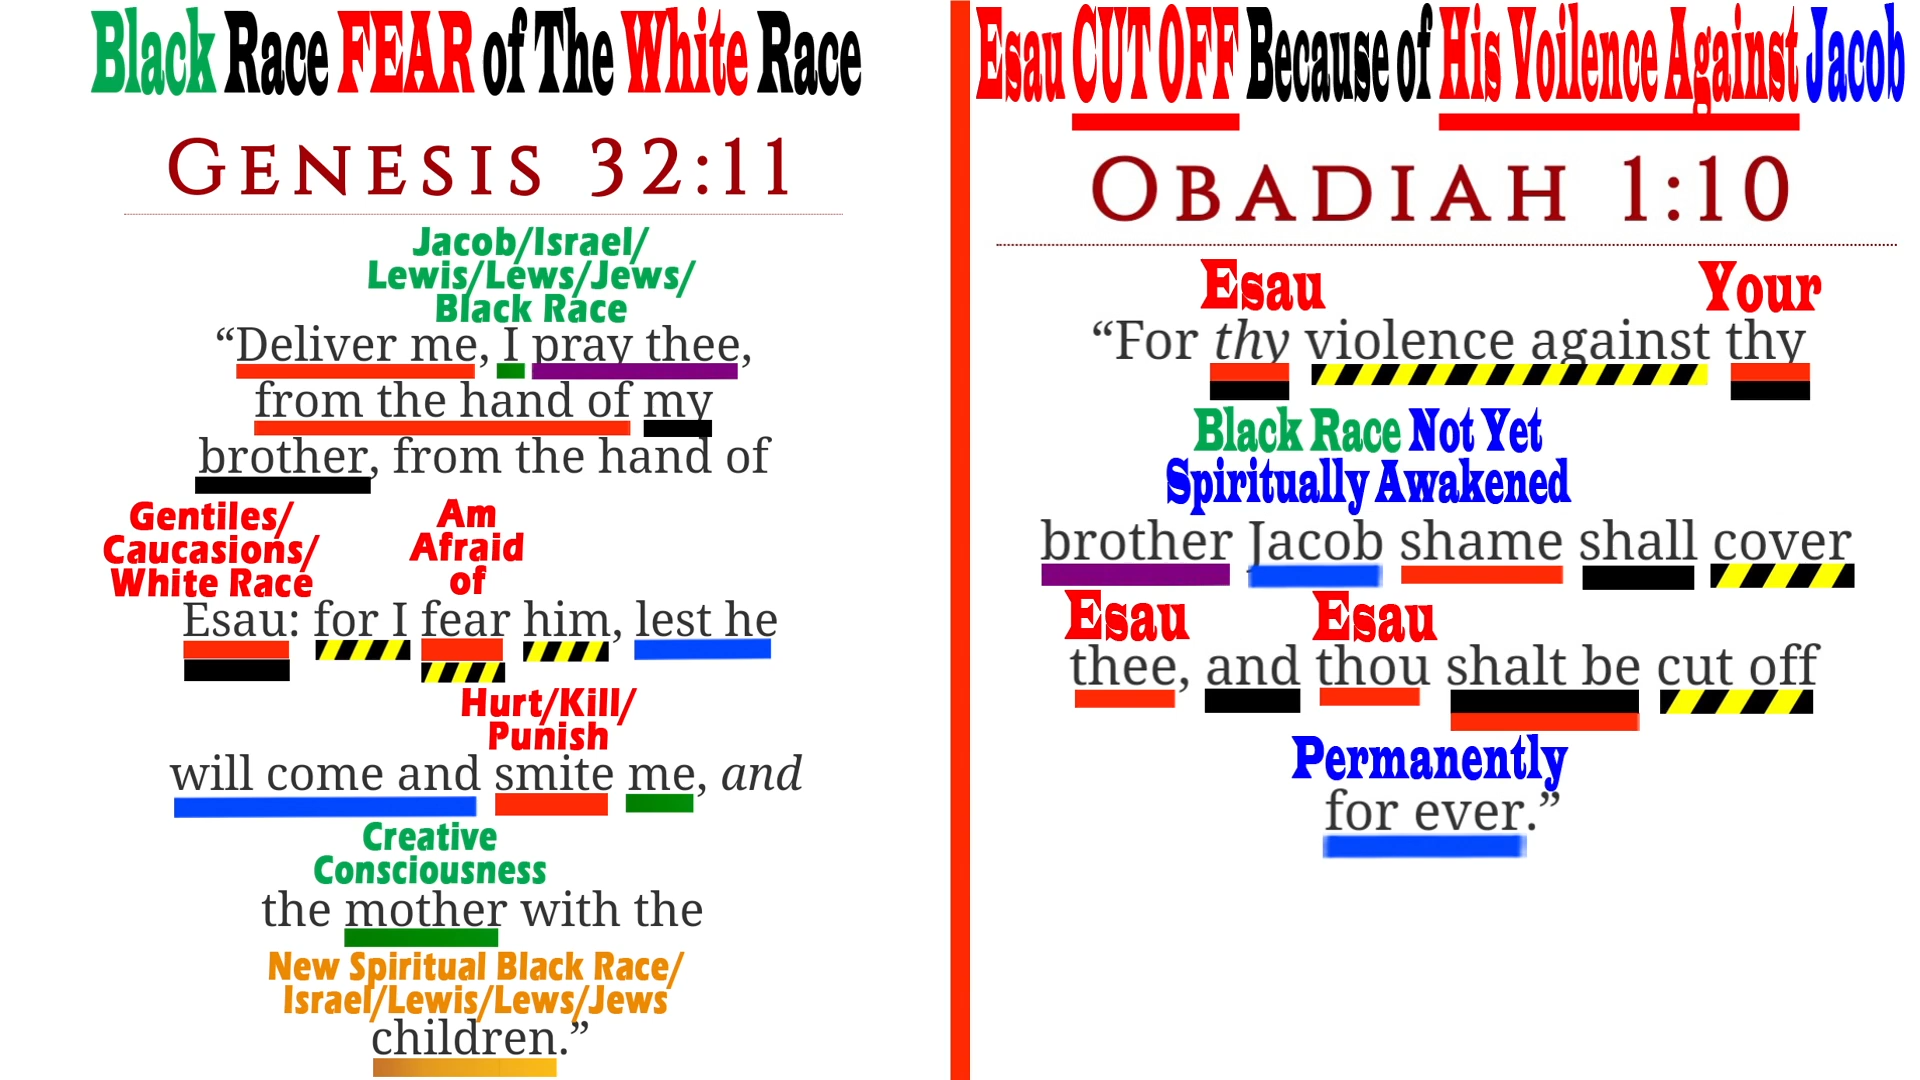 Black Race FEAR of The White Race
GENESIS 32:11
Jacob/Israel/
Lewis/Lews/Jews/
Black Race
“Deliver me, I pray thee,
from the hand of my
brother, from the hand of
Gentiles/
Caucasions/
White Race
Am
Afraid
of
Esau: for I fear him, lest he
Hurt/Kill/
Punish
will come and smite me, and
Creative
Consciousness
the mother with the
New Spiritual Black Race/
Israel/Lewis/Lews/Jews
children.”
Esau CUT OFF Because of His Voilence Against Jacob
OBADIAH 1:10
Esau Your
“For thy violence against thy
Black Race Not Yet
Spiritually Awakened
brother Jacob shame shall cover
Esau Esau
thee, and thou shalt be cut off
Permanently
for ever.”